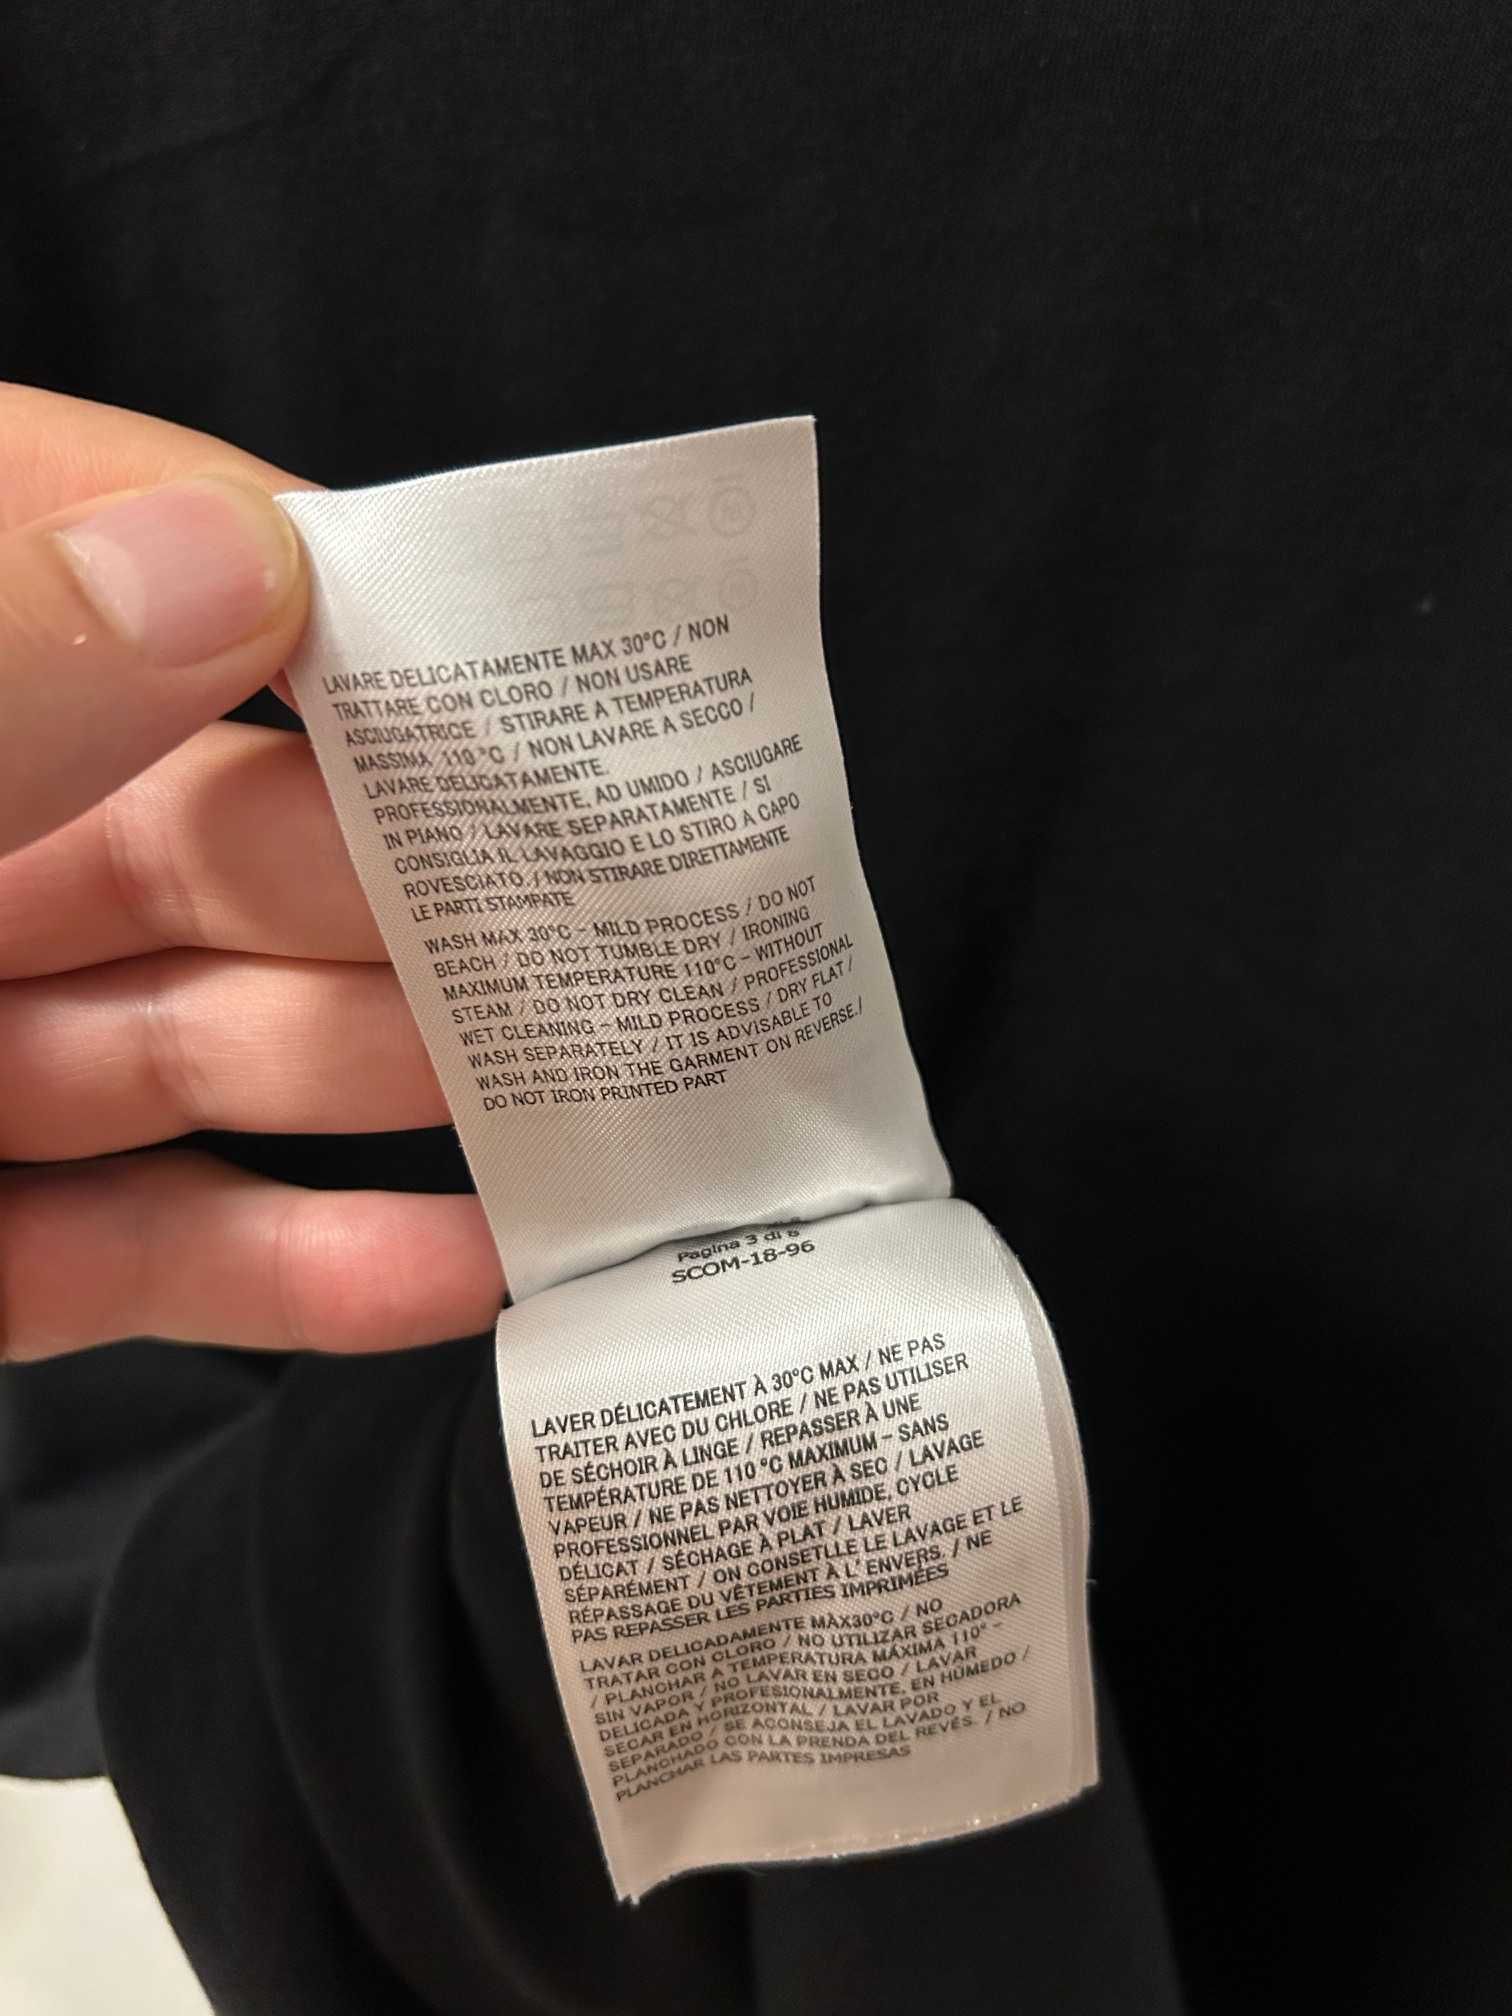 LAVARE DELICATAMENTE MAX 30°C / NON
TRATTARE CON CLORO / NON USARE
ASCIUGATRICE / STIRARE A TEMPERATURA
MASSIMA 110 °C / NON LAVARE A SECCO /
LAVARE DELICATAMENTE.
PROFESSIONALMENTE, AD UMIDO / ASCIUGARE
IN PIANO / LAVARE SEPARATAMENTE / SI
CONSIGLIA IL LAVAGGIO E LO STIRO A CAPO
ROVESCIATO. / NON STIRARE DIRETTAMENTE
LE PARTI STAMPATE
WASH MAX 30°C - MILD PROCESS / DO NOT
BEACH / DO NOT TUMBLE DRY / IRONING
MAXIMUM TEMPERATURE 110°C - WITHOUT
STEAM / DO NOT DRY CLEAN / PROFESSIONAL
WET CLEANING - MILD PROCESS / DRY FLAT /
WASH SEPARATELY / IT IS ADVISABLE TO
WASH AND IRON THE GARMENT ON REVERSE./
DO NOT IRON PRINTED PART
Pagina 3 di
SCOM-18-96
LAVER DÉLICATEMENT À 30°C MAX / NE PAS
TRAITER AVEC DU CHLORE / NE PAS UTILISER
DE SÉCHOIR À LINGE / REPASSER À UNE
TEMPÉRATURE DE 110 °C MAXIMUM - SANS
VAPEUR / NE PAS NETTOYER À SEC / LAVAGE
PROFESSIONNEL PAR VOIE HUMIDE, CYCLE
DÉLICAT / SÉCHAGE À PLAT / LAVER
SÉPARÉMENT / ON CONSETLLE LE LAVAGE ET LE
RÉPASSAGE DU VÊTEMENT À L' ENVERS. / NE
PAS REPASSER LES PARTIES IMPRIMÉES
LAVAR DELICADAMENTE MÀX30°C / NO
TRATAR CON CLORO / NO UTILIZAR SECADORA
/ PLANCHAR A TEMPERATURA MÁXIMA 110° -
SIN VAPOR / NO LAVAR EN SECO / LAVAR
DELICADA Y PROFESIONALMENTE, EN HÚMEDO /
SECAR EN HORIZONTAL / LAVAR POR
SEPARADO / SE ACONSEJA EL LAVADO Y EL
PLANCHADO CON LA PRENDA DEL REVÉS. / NO
PLANCHAR LAS PARTES IMPRESAS